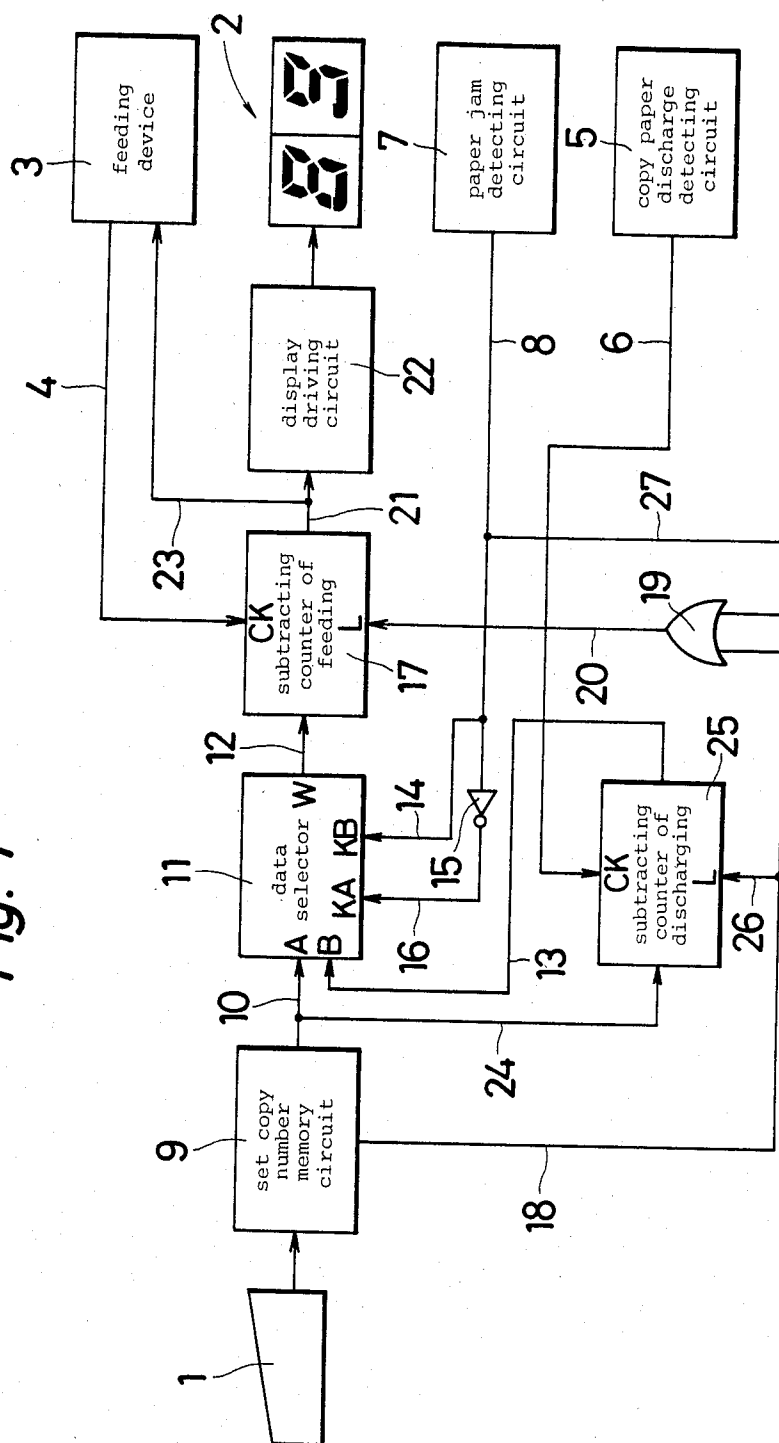 Fig. 1
1
9
set copy
number
memory
circuit
10
18
24
11
A
B
data
selector
W
KA
KB
12
14
15
16
13
CK
subtracting
counter of
feeding
L
17
4
23
21
display
driving
circuit
22
3
feeding
device
2
20
19
8
7
paper jam
detecting
circuit
6
5
copy paper
discharge
detecting
circuit
27
CK
subtracting
counter of
discharging
L
25
26